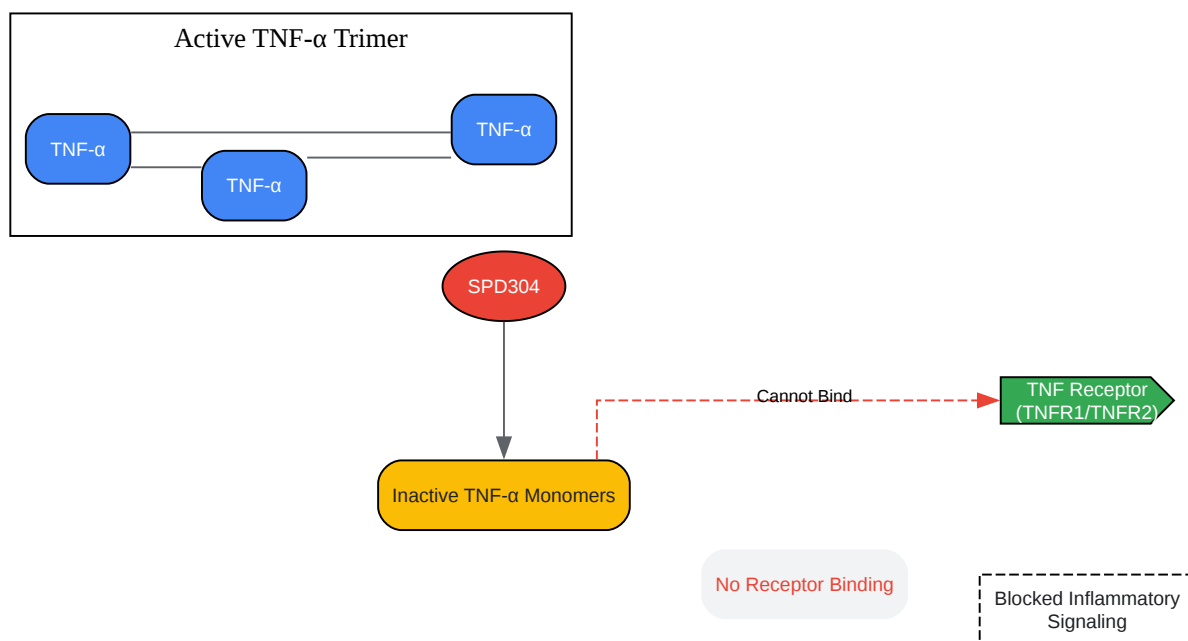 Active TNF-α Trimer
TNF-α
TNF-α
TNF-α
SPD304
Cannot Bind
TNF Receptor
(TNFR1/TNFR2)
Inactive TNF-α Monomers
No Receptor Binding
Blocked Inflammatory
Signaling